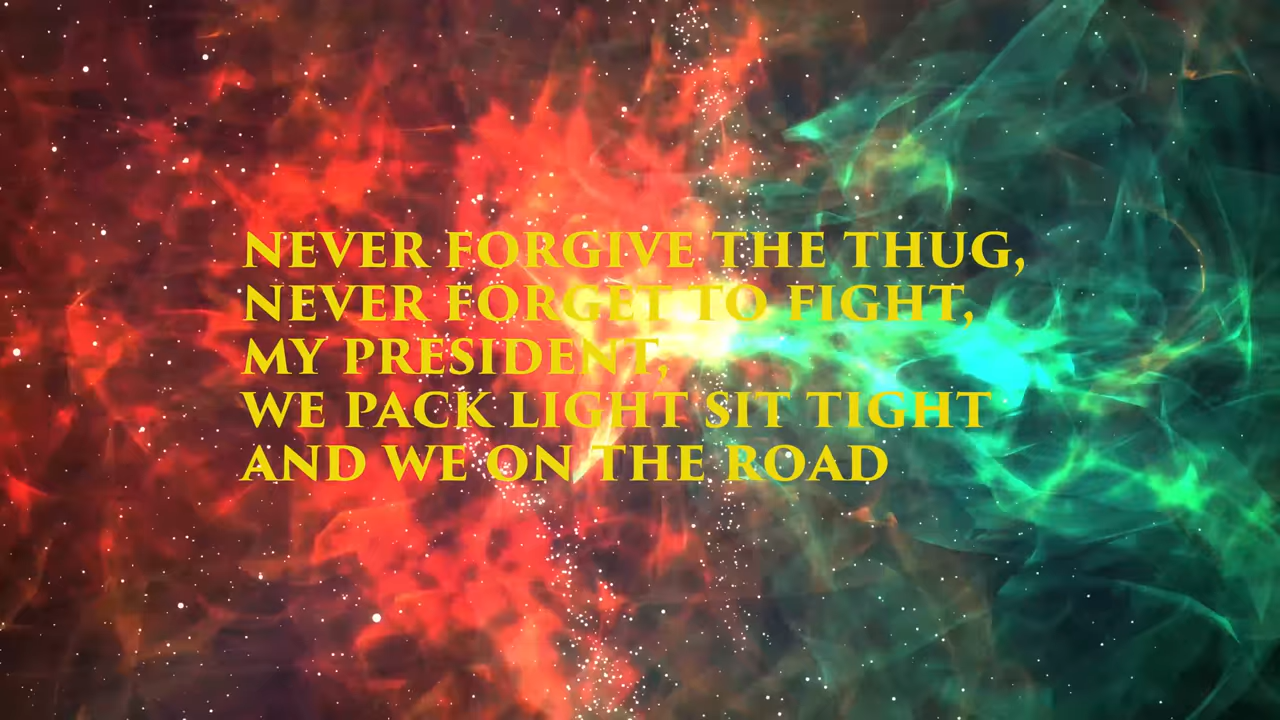 NEVER FORGIVE THE THUG,
NEVER FORGET TO FIGHT,
MY PRESIDENT,
WE PACK LIGHT SIT TIGHT
AND WE ON THE ROAD